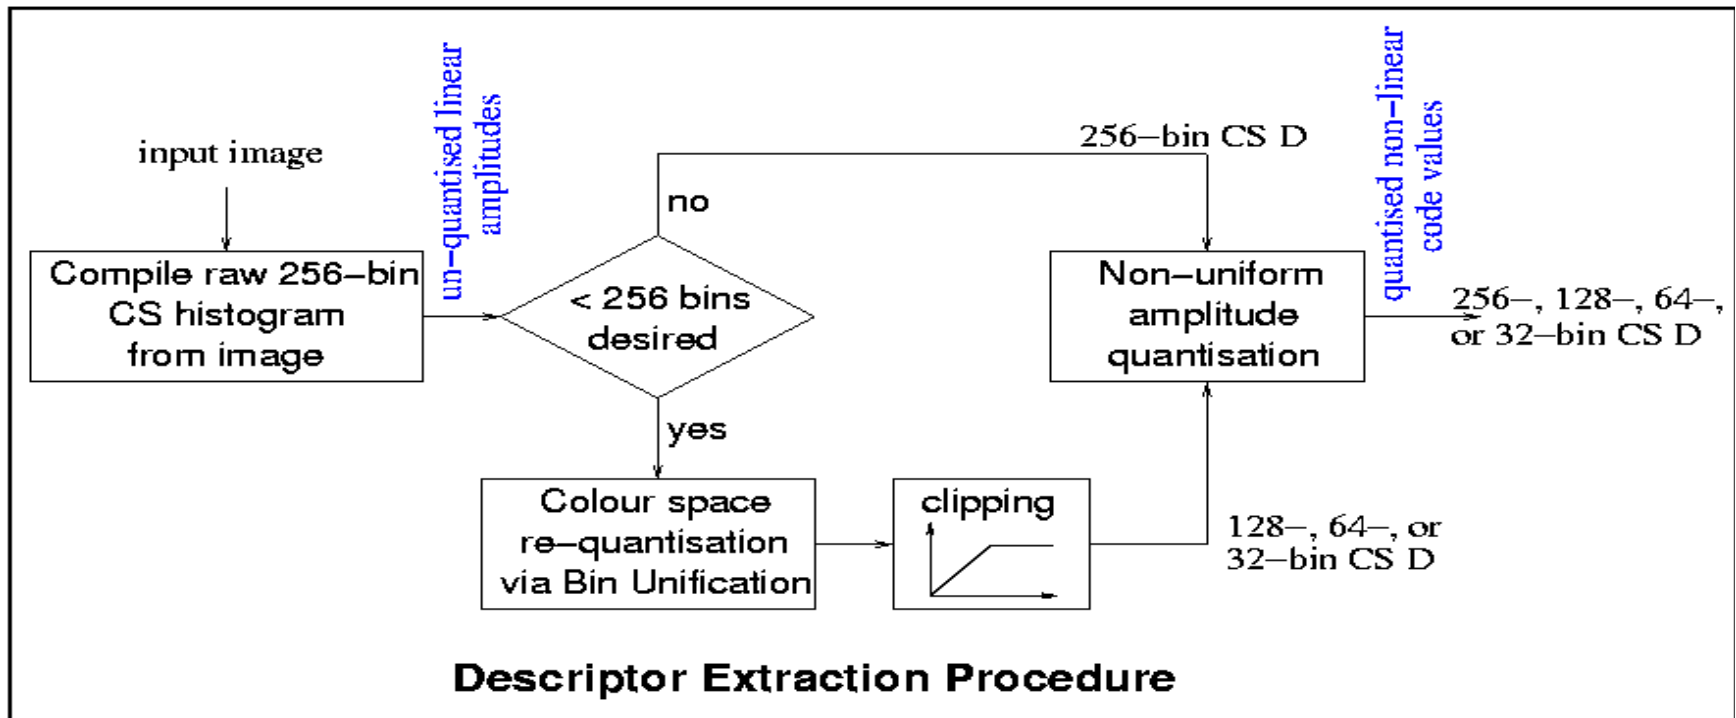 input image
Compile raw 256-bin
CS histogram
from image
un-quantised linear
amplitudes
< 256 bins
desired
no
yes
256-bin CS D
Colour space
re-quantisation
via Bin Unification
clipping
128-, 64-, or
32-bin CS D
Non-uniform
amplitude
quantisation
quantised non-linear
code values
256-, 128-, 64-,
or 32-bin CS D
Descriptor Extraction Procedure